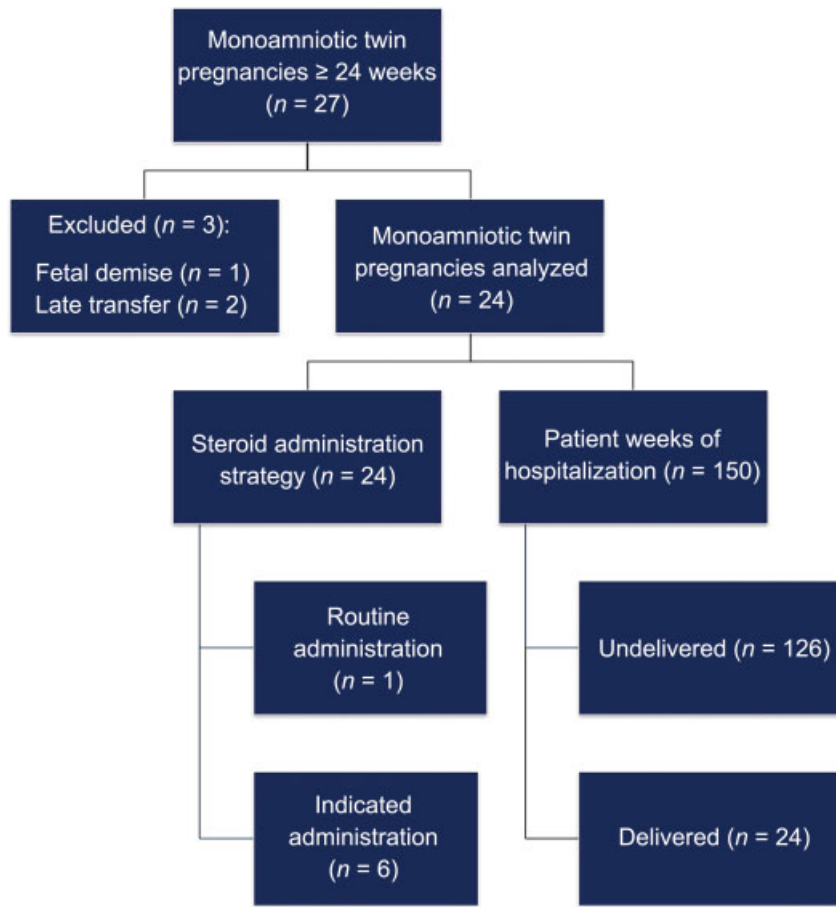 Monoamniotic twin
pregnancies ≥ 24 weeks
(n = 27)
Excluded (n = 3):
Fetal demise (n = 1)
Late transfer (n = 2)
Monoamniotic twin
pregnancies analyzed
(n = 24)
Steroid administration
strategy (n = 24)
Patient weeks of
hospitalization (n = 150)
Routine
administration
(n = 1)
Undelivered (n = 126)
Indicated
administration
(n = 6)
Delivered (n = 24)